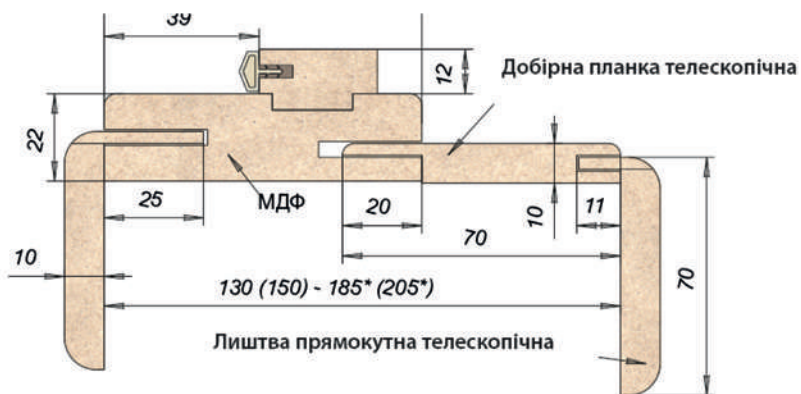 39
12
Добірна планка телескопічна
22
25
МДФ
20
10
11
70
10
130 (150) - 185* (205*)
70
Лиштва прямокутна телескопічна